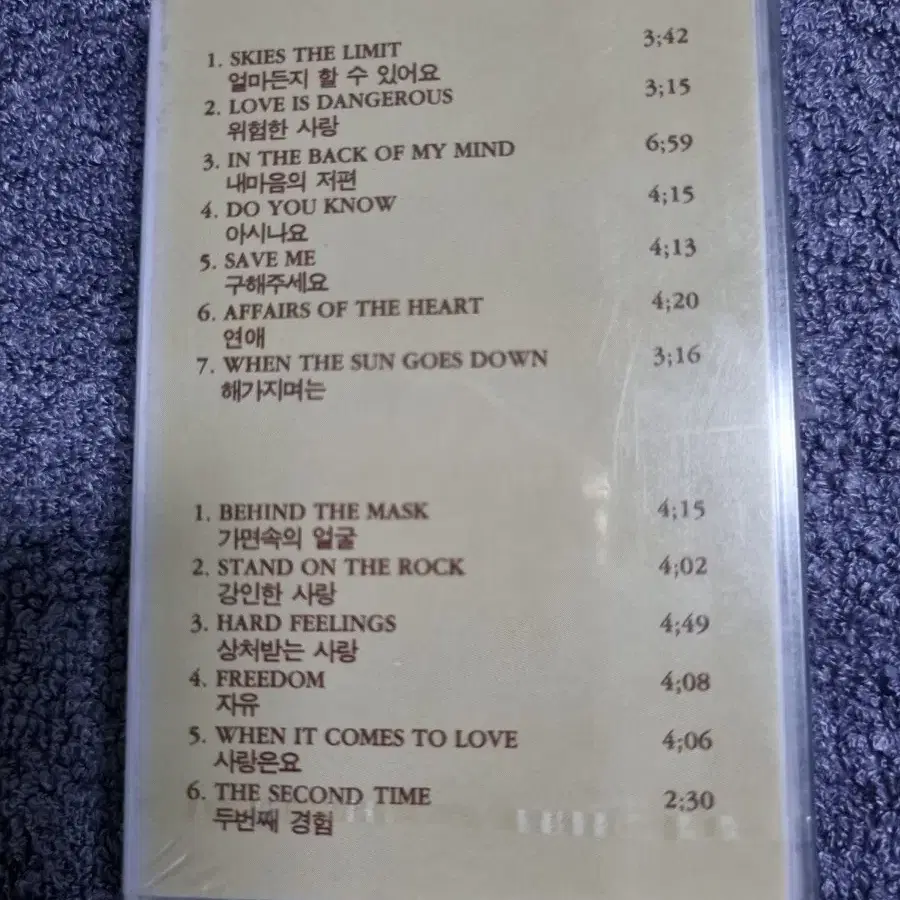 1. SKIES THE LIMIT 3;42
얼마든지 할 수 있어요
2. LOVE IS DANGEROUS 3;15
위험한 사랑
3. IN THE BACK OF MY MIND 6;59
내마음의 저편
4. DO YOU KNOW 4;15
아시나요
5. SAVE ME 4;13
구해주세요
6. AFFAIRS OF THE HEART 4;20
연애
7. WHEN THE SUN GOES DOWN 3;16
해가지며는
1. BEHIND THE MASK 4;15
가면속의 얼굴
2. STAND ON THE ROCK 4;02
강인한 사랑
3. HARD FEELINGS 4;49
상처받는 사랑
4. FREEDOM 4;08
자유
5. WHEN IT COMES TO LOVE 4;06
사랑은요
6. THE SECOND TIME 2;30
두번째 경험